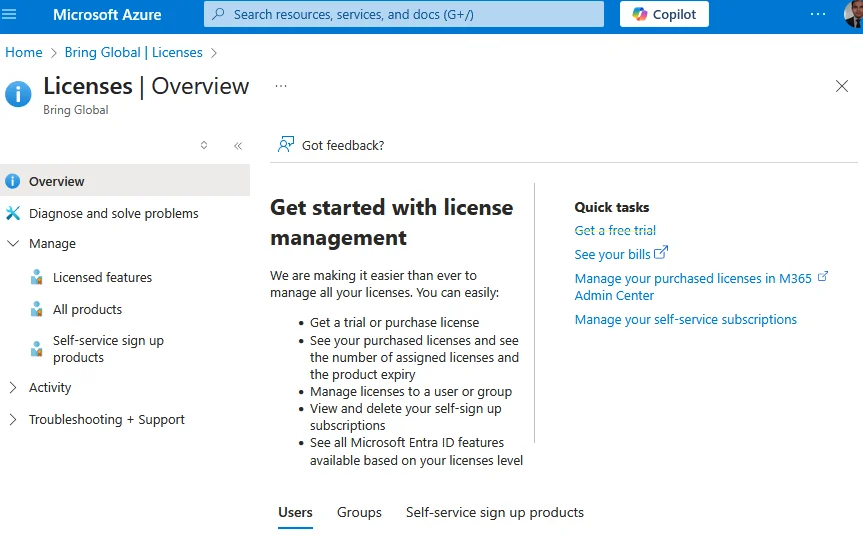 Microsoft Azure
Search resources, services, and docs (G+/)
Copilot
...
Home > Bring Global | Licenses >
Licenses | Overview
...
Bring Global
«
Got feedback?
Overview
Diagnose and solve problems
Manage
Licensed features
All products
Self-service sign up
products
Activity
Troubleshooting + Support
Get started with license
management
We are making it easier than ever to
manage all your licenses. You can easily:
• Get a trial or purchase license
• See your purchased licenses and see
the number of assigned licenses and
the product expiry
• Manage licenses to a user or group
• View and delete your self-sign up
subscriptions
• See all Microsoft Entra ID features
available based on your licenses level
Quick tasks
Get a free trial
See your bills
Manage your purchased licenses in M365
Admin Center
Manage your self-service subscriptions
Users Groups Self-service sign up products